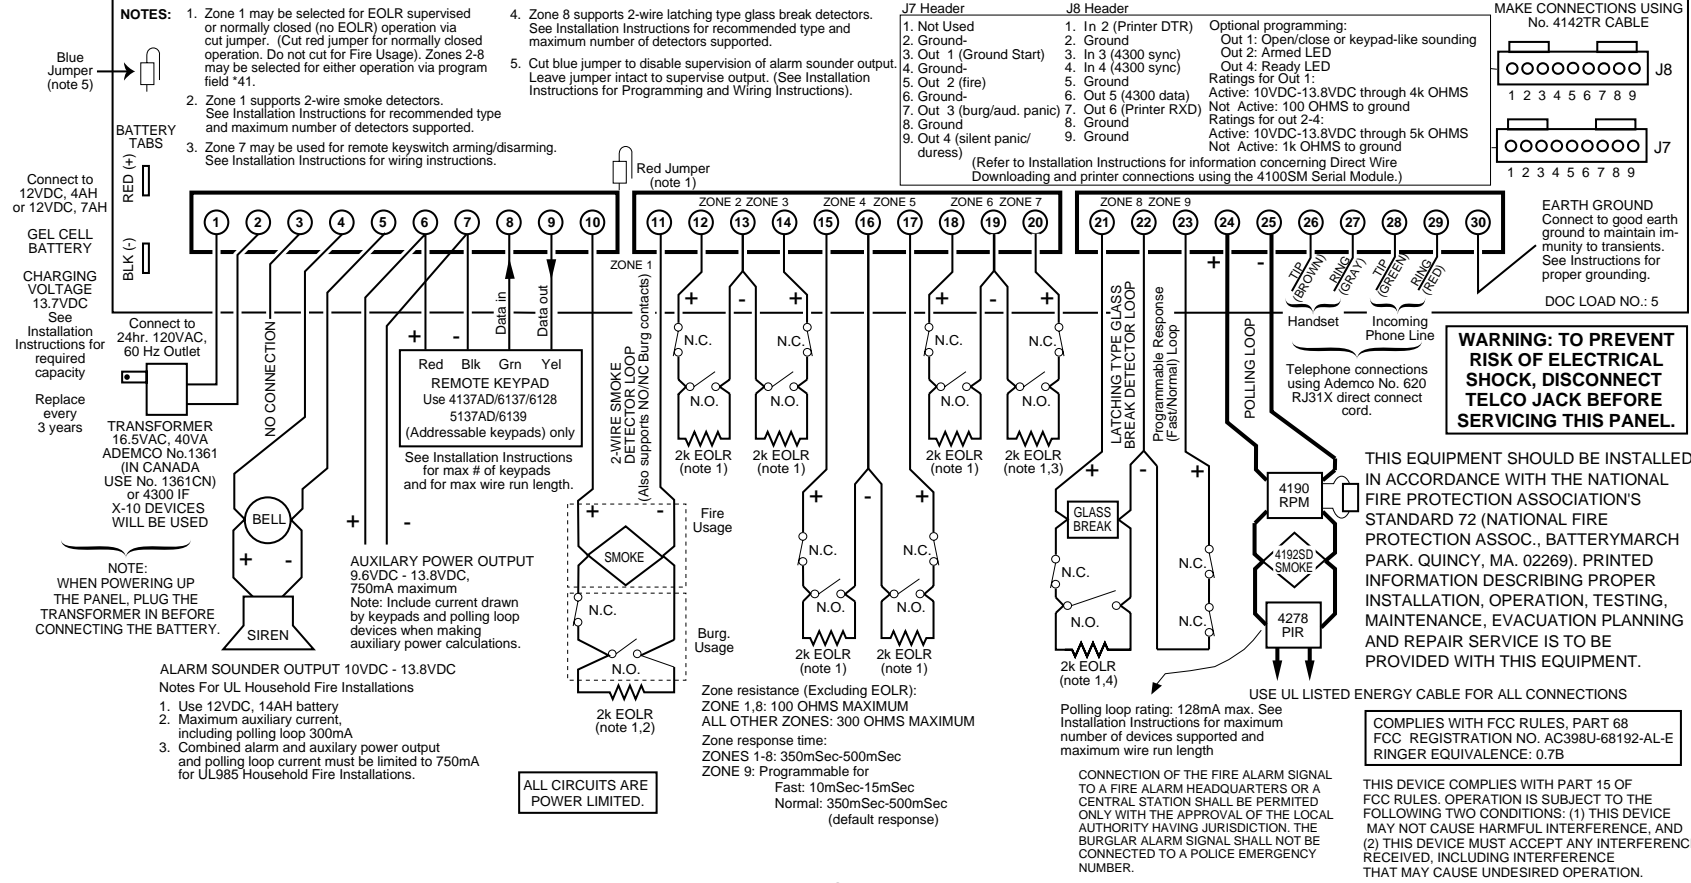 NOTES:
1. Zone 1 may be selected for EOLR supervised
or normally closed (no EOLR) operation via
cut jumper. (Cut red jumper for normally closed
operation. Do not cut for Fire Usage). Zones 2-8
may be selected for either operation via program
field *41.
2. Zone 1 supports 2-wire smoke detectors.
See Installation Instructions for recommended type
and maximum number of detectors supported.
3. Zone 7 may be used for remote keyswitch arming/disarming.
See Installation Instructions for wiring instructions.
4. Zone 8 supports 2-wire latching type glass break detectors.
See Installation Instructions for recommended type and
maximum number of detectors supported.
5. Cut blue jumper to disable supervision of alarm sounder output.
Leave jumper intact to supervise output. (See Installation
Instructions for Programming and Wiring Instructions).
J7 Header
1. Not Used
2. Ground-
3. Out 1 (Ground Start)
4. Ground-
5. Out 2 (fire)
6. Ground-
7. Out 3 (burg/aud. panic)
8. Ground
9. Out 4 (silent panic/
duress)
J8 Header
1. In 2 (Printer DTR)
2. Ground
3. In 3 (4300 sync)
4. In 4 (4300 sync)
5. Ground
6. Out 5 (4300 data)
7. Out 6 (Printer RXD)
8. Ground
9. Ground
Optional programming:
Out 1: Open/close or keypad-like sounding
Out 2: Armed LED
Out 4: Ready LED
Ratings for Out 1:
Active: 10VDC-13.8VDC through 4k OHMS
Not Active: 100 OHMS to ground
Ratings for out 2-4:
Active: 10VDC-13.8VDC through 5k OHMS
Not Active: 1k OHMS to ground
(Refer to Installation Instructions for information concerning Direct Wire
Downloading and printer connections using the 4100SM Serial Module.)
MAKE CONNECTIONS USING
No. 4142TR CABLE
J8
1 2 3 4 5 6 7 8 9
J7
1 2 3 4 5 6 7 8 9
Blue
Jumper
(note 5)
BATTERY
TABS
RED (+)
BLK (-)
Connect to
12VDC, 4AH
or 12VDC, 7AH
GEL CELL
BATTERY
CHARGING
VOLTAGE
13.7VDC
See
Installation
Instructions for
required
capacity
Replace
every
3 years
Red Jumper
(note 1)
ZONE 2 ZONE 3
ZONE 4 ZONE 5
ZONE 6 ZONE 7
ZONE 8 ZONE 9
1 2 3 4 5 6 7 8 9 10
11 12 13 14 15 16 17 18 19 20
21 22 23 24 25 26 27 28 29 30
ZONE 1
EARTH GROUND
Connect to good earth
ground to maintain im-
munity to transients.
See Instructions for
proper grounding.
DOC LOAD NO.: 5
Connect to
24hr. 120VAC,
60 Hz Outlet
TRANSFORMER
16.5VAC, 40VA
ADEMCO No.1361
(IN CANADA
USE No. 1361CN)
or 4300 IF
X-10 DEVICES
WILL BE USED
NOTE:
WHEN POWERING UP
THE PANEL, PLUG THE
TRANSFORMER IN BEFORE
CONNECTING THE BATTERY.
NO CONNECTION
BELL
+ -
SIREN
ALARM SOUNDER OUTPUT 10VDC - 13.8VDC
Notes For UL Household Fire Installations
1. Use 12VDC, 14AH battery
2. Maximum auxiliary current,
including polling loop 300mA
3. Combined alarm and auxilary power output
and polling loop current must be limited to 750mA
for UL985 Household Fire Installations.
+ -
AUXILARY POWER OUTPUT
9.6VDC - 13.8VDC,
750mA maximum
Note: Include current drawn
by keypads and polling loop
devices when making
auxiliary power calculations.
+ -
Data in
Data out
Red Blk Grn Yel
REMOTE KEYPAD
Use 4137AD/6137/6128
5137AD/6139
(Addressable keypads) only
See Installation Instructions
for max # of keypads
and for max wire run length.
2-WIRE SMOKE
DETECTOR LOOP
(Also supports NO/NC Burg contacts)
+ -
SMOKE
Fire
Usage
N.C.
N.O.
Burg.
Usage
2k EOLR
(note 1,2)
ALL CIRCUITS ARE
POWER LIMITED.
+ - +
N.C. N.C.
N.O. N.O.
2k EOLR
(note 1)
2k EOLR
(note 1)
+ - +
N.C. N.C.
N.O. N.O.
2k EOLR
(note 1)
2k EOLR
(note 1)
+ - +
N.C. N.C.
N.O. N.O.
2k EOLR
(note 1)
2k EOLR
(note 1,3)
Zone resistance (Excluding EOLR):
ZONE 1,8: 100 OHMS MAXIMUM
ALL OTHER ZONES: 300 OHMS MAXIMUM
Zone response time:
ZONES 1-8: 350mSec-500mSec
ZONE 9: Programmable for
Fast: 10mSec-15mSec
Normal: 350mSec-500mSec
(default response)
LATCHING TYPE GLASS
BREAK DETECTOR LOOP
Programmable Response
(Fast/Normal) Loop
+ - +
GLASS
BREAK
N.C.
N.O.
N.C.
N.C.
2k EOLR
(note 1,4)
+ -
POLLING LOOP
4190
RPM
4192SD
SMOKE
4278
PIR
Polling loop rating: 128mA max. See
Installation Instructions for maximum
number of devices supported and
maximum wire run length
TIP
(BROWN)
RING
(GRAY)
TIP
(GREEN)
RING
(RED)
Handset
Incoming
Phone Line
Telephone connections
using Ademco No. 620
RJ31X direct connect
cord.
WARNING: TO PREVENT
RISK OF ELECTRICAL
SHOCK, DISCONNECT
TELCO JACK BEFORE
SERVICING THIS PANEL.
THIS EQUIPMENT SHOULD BE INSTALLED
IN ACCORDANCE WITH THE NATIONAL
FIRE PROTECTION ASSOCIATION'S
STANDARD 72 (NATIONAL FIRE
PROTECTION ASSOC., BATTERYMARCH
PARK. QUINCY, MA. 02269). PRINTED
INFORMATION DESCRIBING PROPER
INSTALLATION, OPERATION, TESTING,
MAINTENANCE, EVACUATION PLANNING
AND REPAIR SERVICE IS TO BE
PROVIDED WITH THIS EQUIPMENT.
USE UL LISTED ENERGY CABLE FOR ALL CONNECTIONS
CONNECTION OF THE FIRE ALARM SIGNAL
TO A FIRE ALARM HEADQUARTERS OR A
CENTRAL STATION SHALL BE PERMITTED
ONLY WITH THE APPROVAL OF THE LOCAL
AUTHORITY HAVING JURISDICTION. THE
BURGLAR ALARM SIGNAL SHALL NOT BE
CONNECTED TO A POLICE EMERGENCY
NUMBER.
COMPLIES WITH FCC RULES, PART 68
FCC REGISTRATION NO. AC398U-68192-AL-E
RINGER EQUIVALENCE: 0.7B
THIS DEVICE COMPLIES WITH PART 15 OF
FCC RULES. OPERATION IS SUBJECT TO THE
FOLLOWING TWO CONDITIONS: (1) THIS DEVICE
MAY NOT CAUSE HARMFUL INTERFERENCE, AND
(2) THIS DEVICE MUST ACCEPT ANY INTERFERENC
RECEIVED, INCLUDING INTERFERENCE
THAT MAY CAUSE UNDESIRED OPERATION.